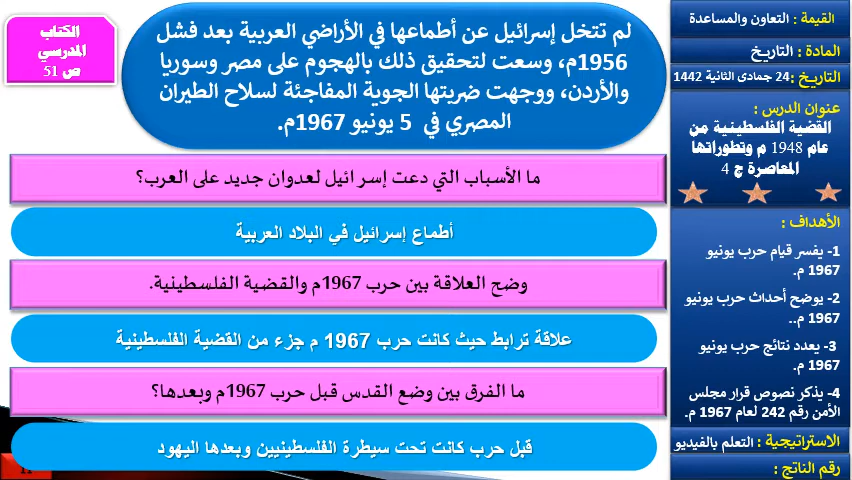 القيمة : التعاون والمساعدة
المادة : التاريخ
التاريخ : 24 جمادى الثانية 1442
عنوان الدرس :
القضية الفلسطينية من
عام 1948 م وتطوراتها
المعاصرة ج 4
الأهداف :
1- يفسر قيام حرب يونيو
1967 م.
2- يوضح أحداث حرب يونيو
1967 م..
3- يعدد نتائج حرب يونيو
1967 م.
4- يذكر نصوص قرار مجلس
الأمن رقم 242 لعام 1967 م.
الاستراتيجية : التعلم بالفيديو
رقم الناتج :
الكتاب
المدرسي
ص 51
لم تتخل إسرائيل عن أطماعها في الأراضي العربية بعد فشل
1956م، وسعت لتحقيق ذلك بالهجوم على مصر وسوريا
والأردن، ووجهت ضربتها الجوية المفاجئة لسلاح الطيران
المصري في 5 يونيو 1967م.
ما الأسباب التي دعت إسرائيل لعدوان جديد على العرب؟
أطماع إسرائيل في البلاد العربية
وضح العلاقة بين حرب 1967م والقضية الفلسطينية.
علاقة ترابط حيث كانت حرب 1967 م جزء من القضية الفلسطينية
ما الفرق بين وضع القدس قبل حرب 1967م وبعدها؟
قبل حرب كانت تحت سيطرة الفلسطينيين وبعدها اليهود